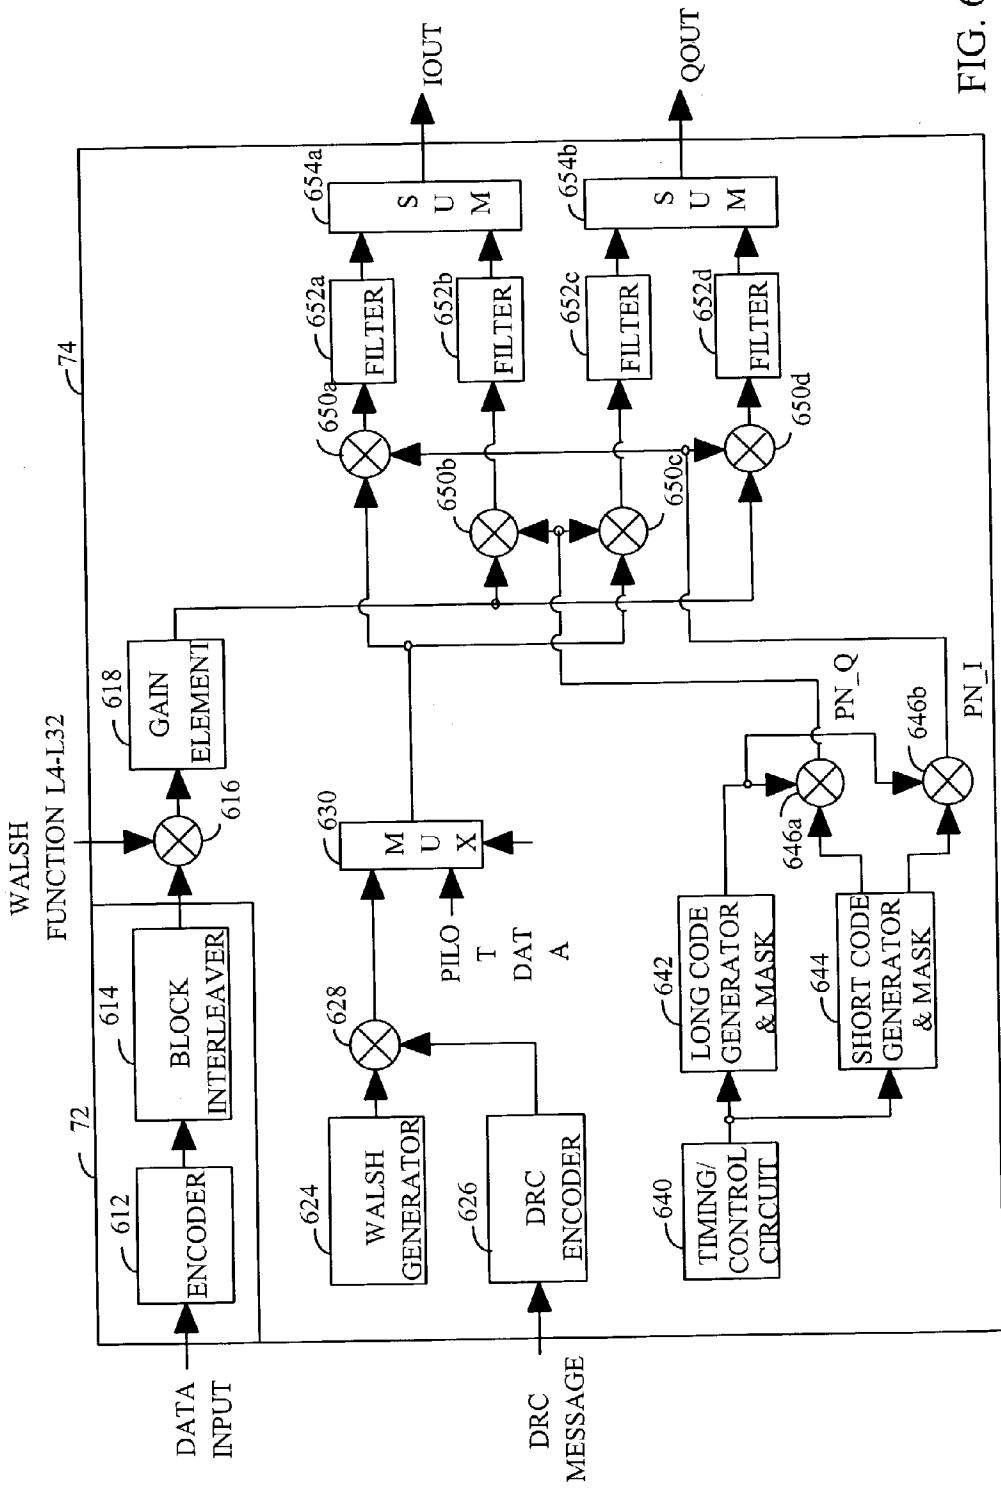 WALSH
FUNCTION L4-L32
DATA
INPUT
72
612
ENCODER
614
BLOCK
INTERLEAVER
616
618
GAIN
ELEMENT
74
624
WALSH
GENERATOR
628
630
M
U
X
PILO
T
DAT
A
DRC
MESSAGE
626
DRC
ENCODER
640
TIMING/
CONTROL
CIRCUIT
642
LONG CODE
GENERATOR
& MASK
644
SHORT CODE
GENERATOR
& MASK
646a
PN_Q
646b
PN_I
650a
650b
650c
650d
652a
FILTER
652b
FILTER
652c
FILTER
652d
FILTER
654a
S
U
M
IOUT
654b
S
U
M
QOUT
FIG. 6